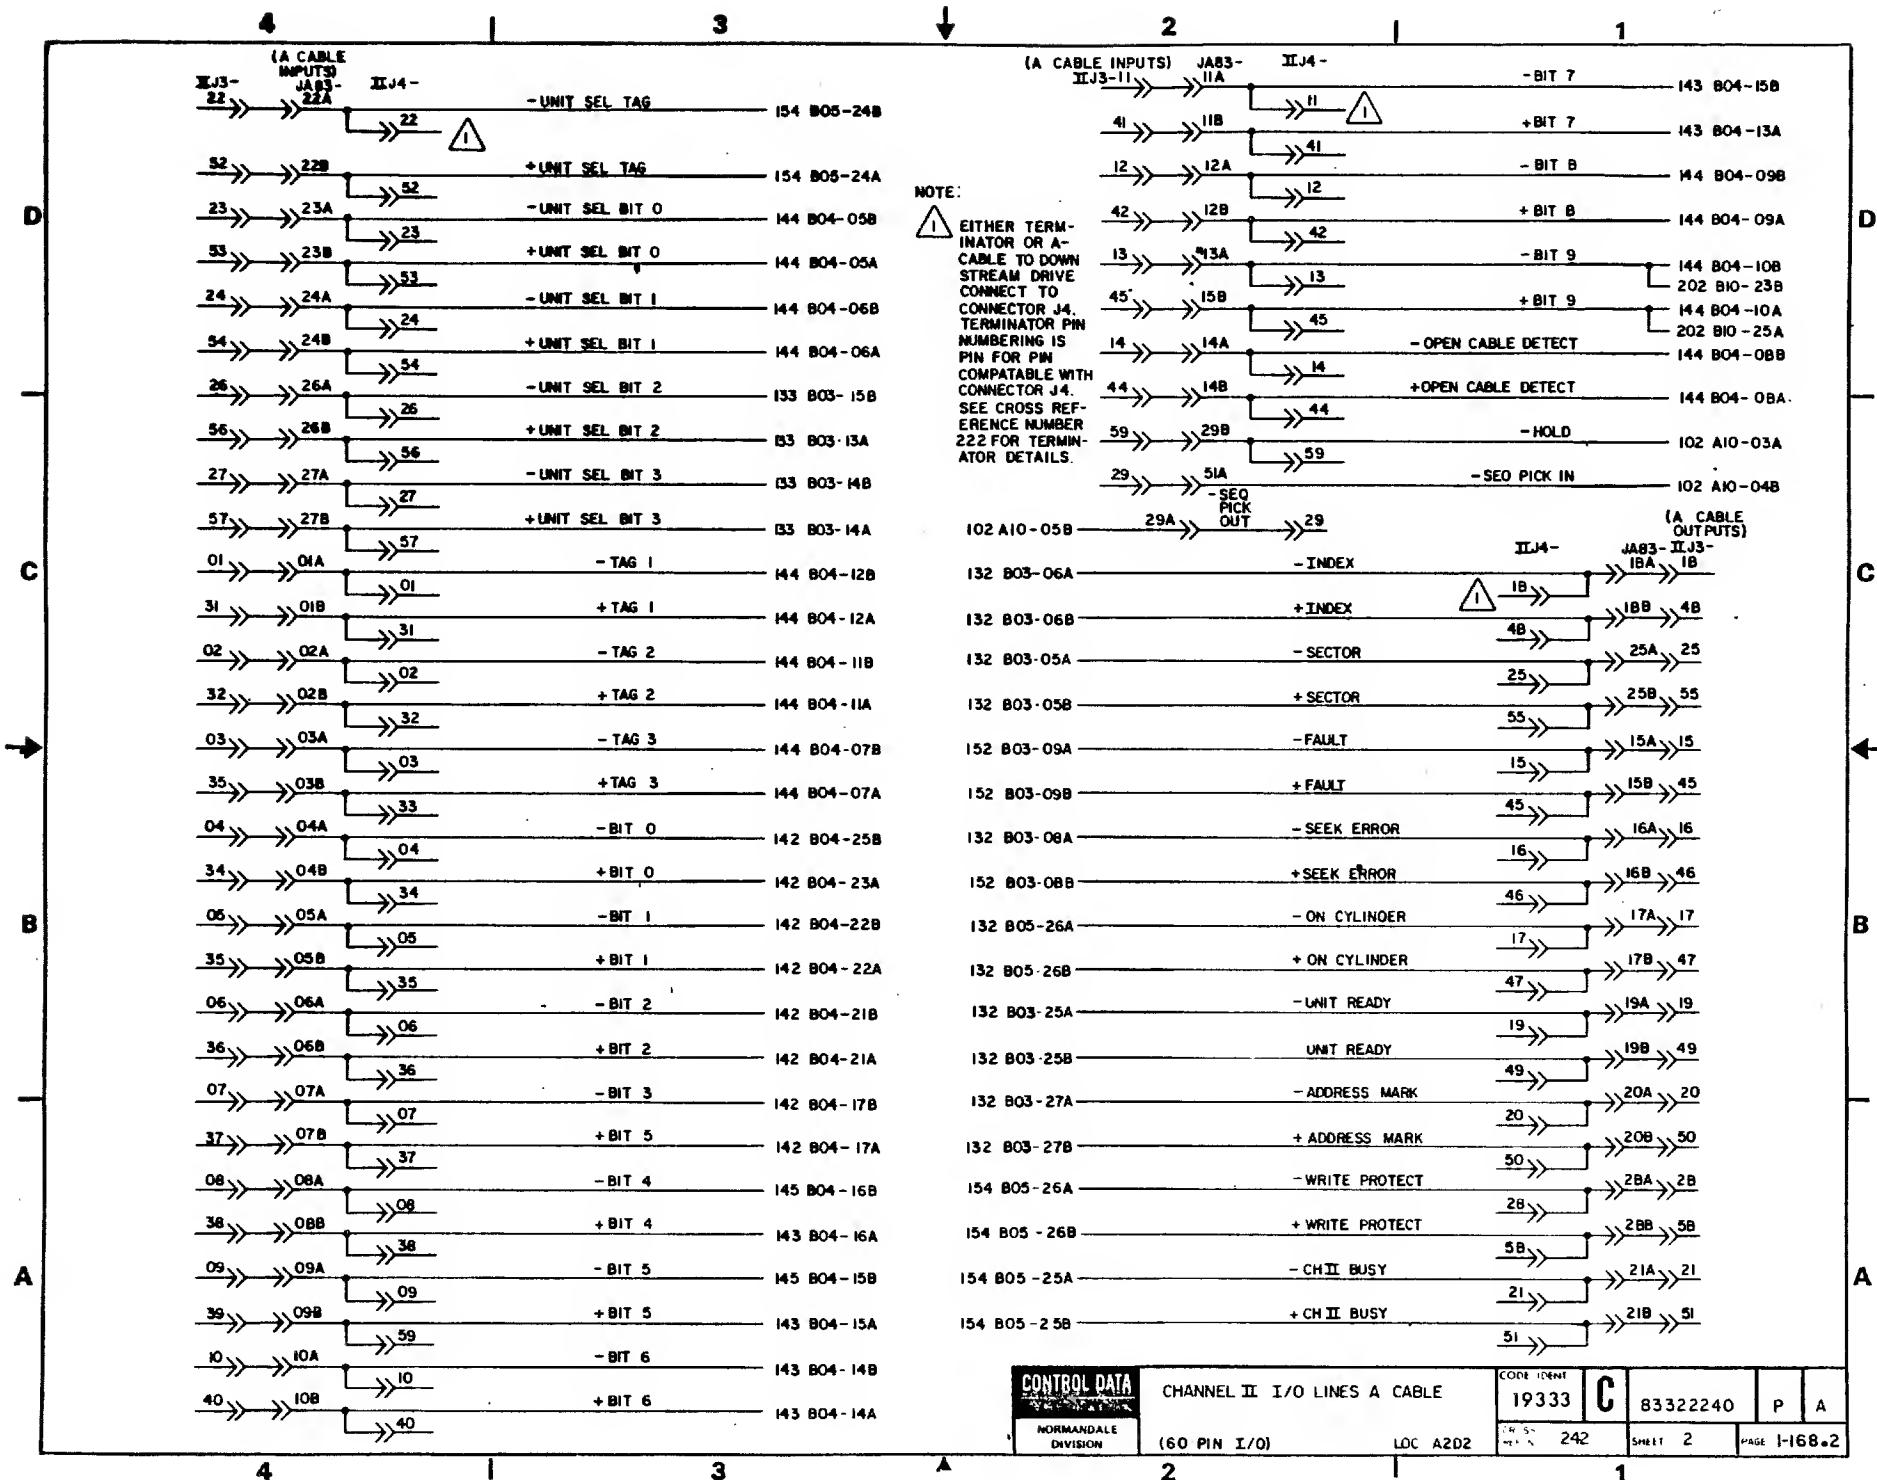 4 3 2 1
(A CABLE INPUTS)
IIJ3- JA83- IIJ4-
22 22A - UNIT SEL TAG 154 B05-24B
22 1
52 22B + UNIT SEL TAG 154 B05-24A
52
23 23A - UNIT SEL BIT 0 144 B04-05B
23
53 23B + UNIT SEL BIT 0 144 B04-05A
53
24 24A - UNIT SEL BIT 1 144 B04-06B
24
54 24B + UNIT SEL BIT 1 144 B04-06A
54
26 26A - UNIT SEL BIT 2 133 B03-15B
26
56 26B + UNIT SEL BIT 2 133 B03-13A
56
27 27A - UNIT SEL BIT 3 133 B03-14B
27
57 27B + UNIT SEL BIT 3 133 B03-14A
57
01 01A - TAG 1 144 B04-12B
01
31 01B + TAG 1 144 B04-12A
31
02 02A - TAG 2 144 B04-11B
02
32 02B + TAG 2 144 B04-11A
32
03 03A - TAG 3 144 B04-07B
03
35 03B + TAG 3 144 B04-07A
33
04 04A - BIT 0 142 B04-25B
04
34 04B + BIT 0 142 B04-23A
34
05 05A - BIT 1 142 B04-22B
05
35 05B + BIT 1 142 B04-22A
35
06 06A - BIT 2 142 B04-21B
06
36 06B + BIT 2 142 B04-21A
36
07 07A - BIT 3 142 B04-17B
07
37 07B + BIT 5 142 B04-17A
37
08 08A - BIT 4 145 B04-16B
08
38 08B + BIT 4 143 B04-16A
38
09 09A - BIT 5 145 B04-15B
09
39 09B + BIT 5 143 B04-15A
59
10 10A - BIT 6 143 B04-14B
10
40 10B + BIT 6 143 B04-14A
40
NOTE:
1 EITHER TERM-
INATOR OR A-
CABLE TO DOWN
STREAM DRIVE
CONNECT TO
CONNECTOR J4.
TERMINATOR PIN
NUMBERING IS
PIN FOR PIN
COMPATABLE WITH
CONNECTOR J4.
SEE CROSS REF-
ERENCE NUMBER
222 FOR TERMIN-
ATOR DETAILS.
(A CABLE INPUTS) JA83- IIJ4-
IIJ3-11 11A - BIT 7 143 B04-15B
11 1
41 11B + BIT 7 143 B04-13A
41
12 12A - BIT 8 144 B04-09B
12
42 12B + BIT 8 144 B04-09A
42
13 13A - BIT 9 144 B04-10B
13 202 B10-23B
45 15B + BIT 9 144 B04-10A
45 202 B10-25A
14 14A - OPEN CABLE DETECT 144 B04-08B
14
44 14B + OPEN CABLE DETECT 144 B04-08A
44
59 29B - HOLD 102 A10-03A
59
29 51A - SEO PICK IN 102 A10-04B
- SEQ
PICK
OUT
102 A10-05B 29A 29
(A CABLE
OUTPUTS)
IIJ4- JA83- IIJ3-
132 B03-06A - INDEX 18A 18
1 18
132 B03-06B + INDEX 18B 48
48
132 B03-05A - SECTOR 25A 25
25
132 B03-05B + SECTOR 25B 55
55
152 B03-09A - FAULT 15A 15
15
152 B03-09B + FAULT 15B 45
45
132 B03-08A - SEEK ERROR 16A 16
16
152 B03-08B + SEEK ERROR 16B 46
46
132 B05-26A - ON CYLINDER 17A 17
17
132 B05-26B + ON CYLINDER 17B 47
47
132 B03-25A - UNIT READY 19A 19
19
132 B03-25B UNIT READY 19B 49
49
132 B03-27A - ADDRESS MARK 20A 20
20
132 B03-27B + ADDRESS MARK 20B 50
50
154 B05-26A - WRITE PROTECT 28A 28
28
154 B05-26B + WRITE PROTECT 28B 58
58
154 B05-25A - CH II BUSY 21A 21
21
154 B05-25B + CH II BUSY 21B 51
51
D D
C C
B B
A A
CONTROL DATA
NORMANDALE
DIVISION
CHANNEL II I/O LINES A CABLE
(60 PIN I/O) LOC A2D2
CODE IDENT
19333 C 83322240 P A
242 SHEET 2 PAGE 1-168.2
4 3 2 1